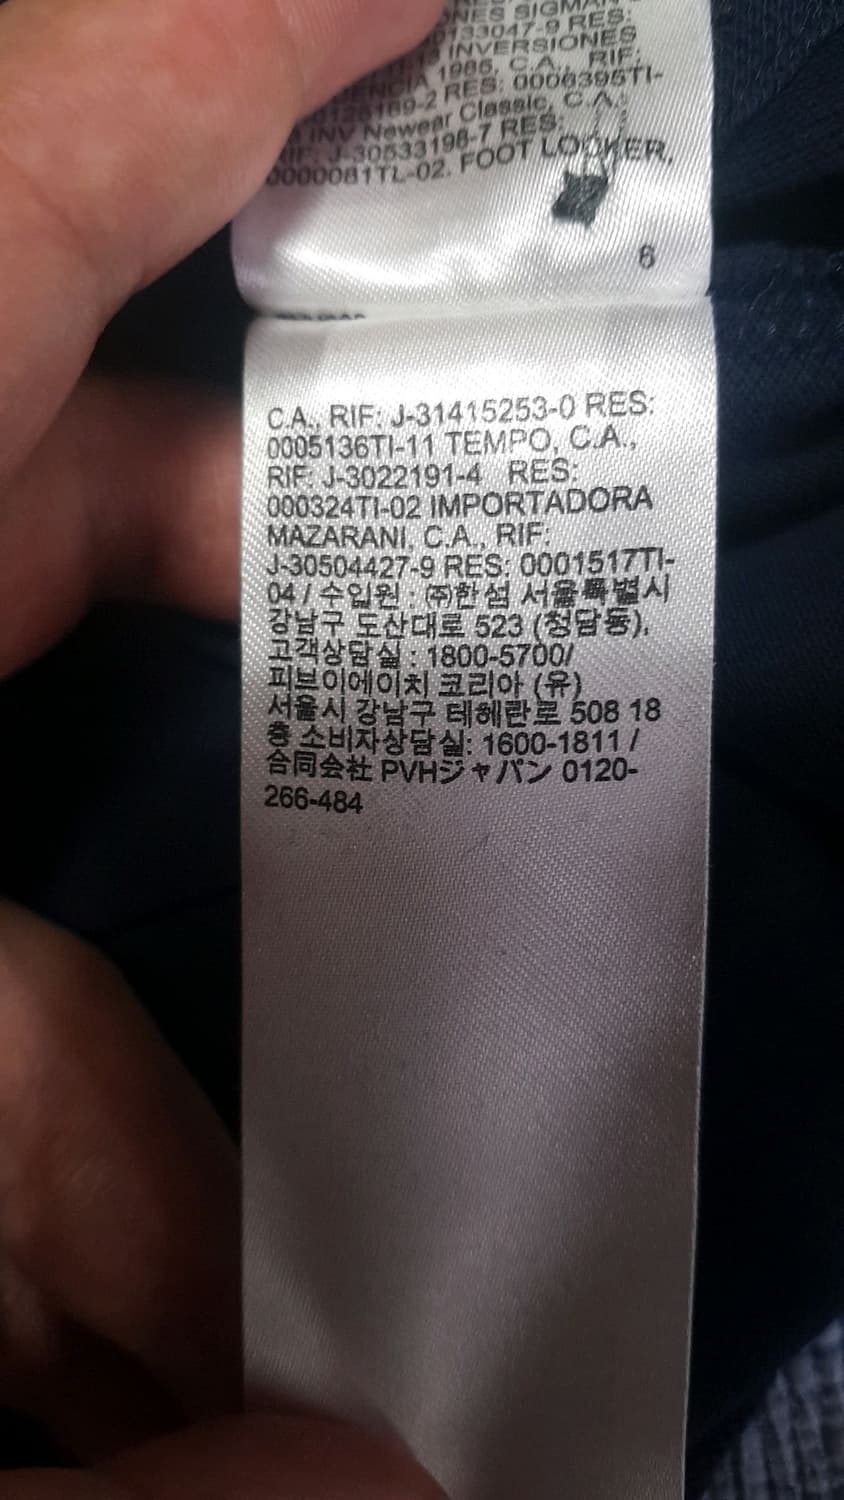 ONES SIGMA
33047-9 RES:
INVERSIONES
1986, C.A., RIF:
169-2 RES: 0006395TI-
INV Newear Classic, C.A.,
RIF: J-30533198-7 RES:
0000081TL-02. FOOT LOCKER,
6
C.A., RIF: J-31415253-0 RES:
0005136TI-11 TEMPO, C.A.,
RIF: J-3022191-4 RES:
000324TI-02 IMPORTADORA
MAZARANI, C.A., RIF:
J-30504427-9 RES: 0001517TI-
04 / 수입원 : ㈜한섬 서울특별시
강남구 도산대로 523 (청담동),
고객상담실 : 1800-5700/
피브이에이치 코리아 (유)
서울시 강남구 테헤란로 508 18
층 소비자상담실: 1600-1811 /
合同会社 PVHジャパン 0120-
266-484